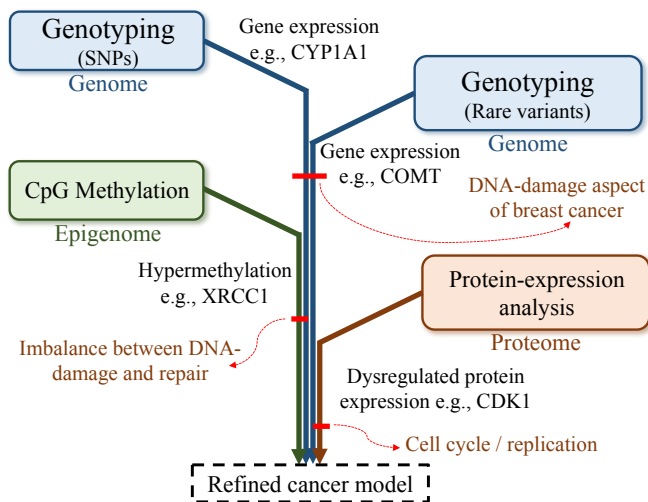 Genotyping
(SNPs)
Genome
Gene expression
e.g., CYP1A1
Genotyping
(Rare variants)
Genome
Gene expression
e.g., COMT
DNA-damage aspect
of breast cancer
CpG Methylation
Epigenome
Hypermethylation
e.g., XRCC1
Protein-expression
analysis
Proteome
Imbalance between DNA-
damage and repair
Dysregulated protein
expression e.g., CDK1
Cell cycle / replication
Refined cancer model